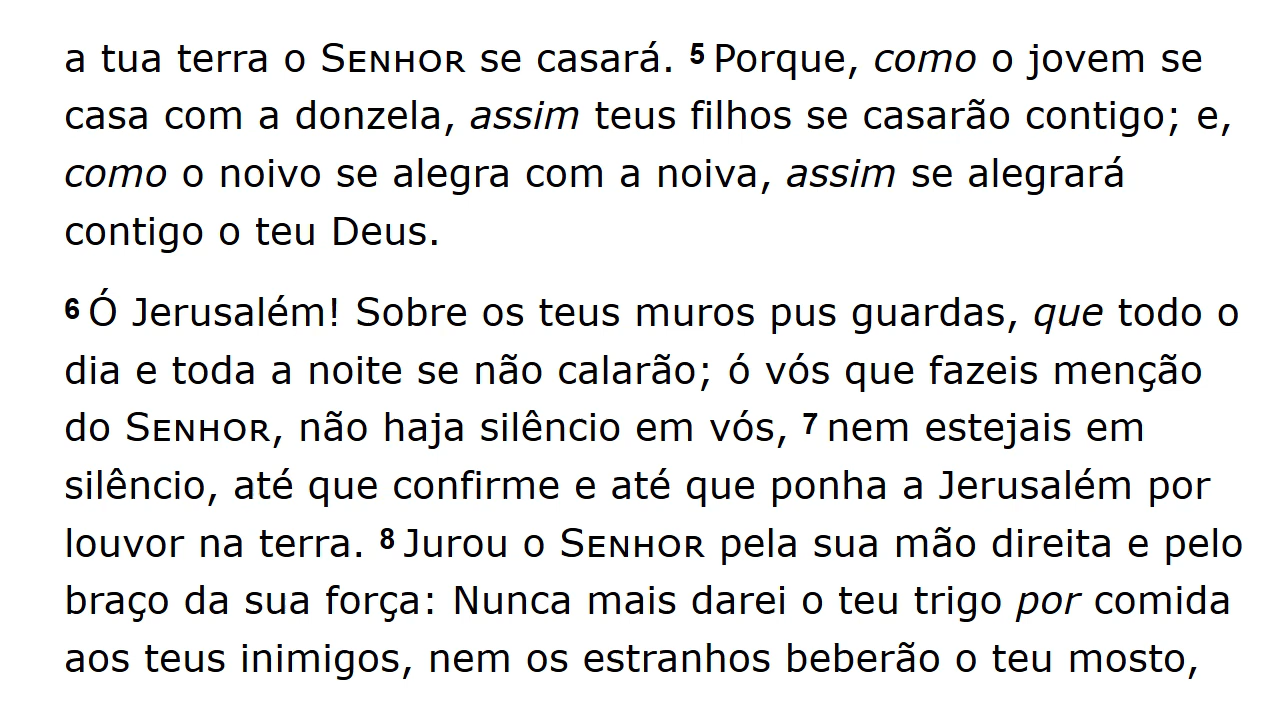 a tua terra o SENHOR se casará. 5 Porque, como o jovem se
casa com a donzela, assim teus filhos se casarão contigo; e,
como o noivo se alegra com a noiva, assim se alegrará
contigo o teu Deus.
6 Ó Jerusalém! Sobre os teus muros pus guardas, que todo o
dia e toda a noite se não calarão; ó vós que fazeis menção
do SENHOR, não haja silêncio em vós, 7 nem estejais em
silêncio, até que confirme e até que ponha a Jerusalém por
louvor na terra. 8 Jurou o SENHOR pela sua mão direita e pelo
braço da sua força: Nunca mais darei o teu trigo por comida
aos teus inimigos, nem os estranhos beberão o teu mosto,